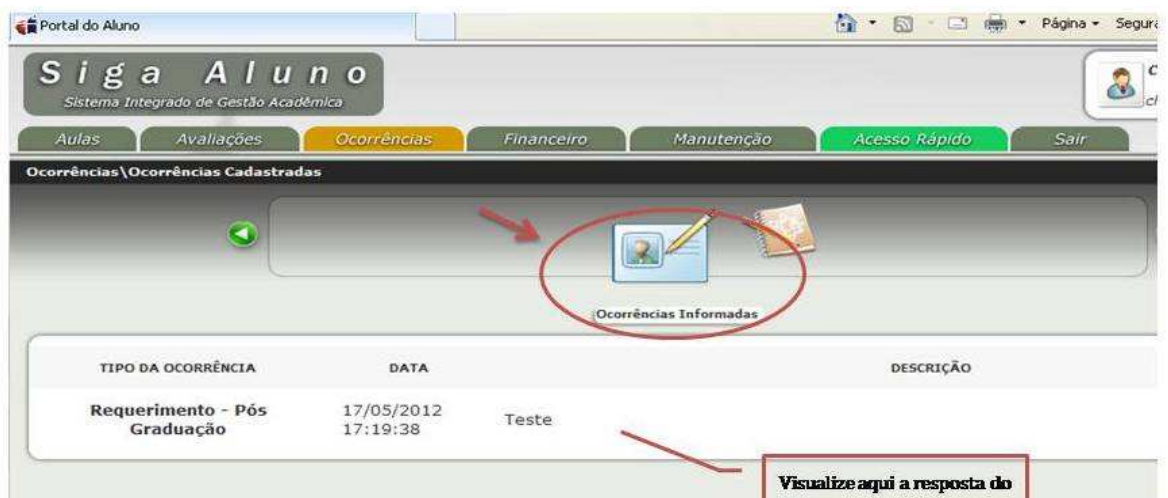 Portal do Aluno
Página Segura
Siga Aluno
Sistema Integrado de Gestão Acadêmica
Aulas Avaliações Ocorrências Financeiro Manutenção Acesso Rápido Sair
Ocorrências\Ocorrências Cadastradas
Ocorrências Informadas
TIPO DA OCORRÊNCIA DATA DESCRIÇÃO
Requerimento - Pós Graduação
17/05/2012
17:19:38
Teste
Visualize aqui a resposta do